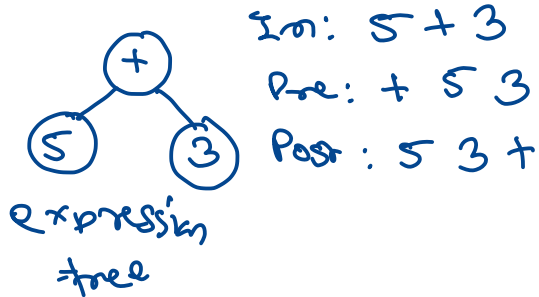 +
5 3
In: 5 + 3
Pre: + 5 3
Post: 5 3 +
expression
tree